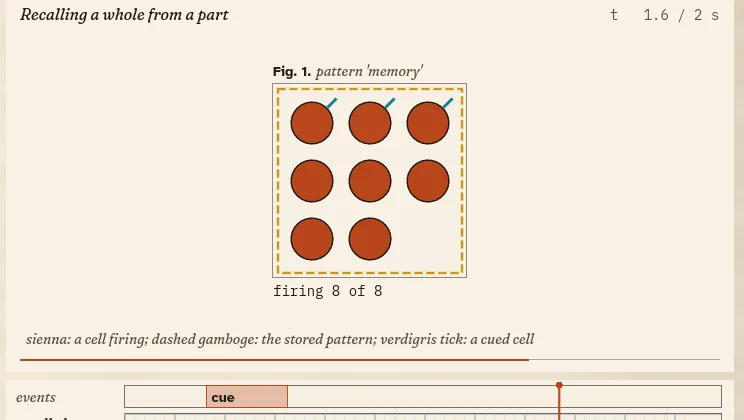 Recalling a whole from a part
t 1.6 / 2 s
Fig. 1. pattern 'memory'
firing 8 of 8
sienna: a cell firing; dashed gamboge: the stored pattern; verdigris tick: a cued cell
events
cue